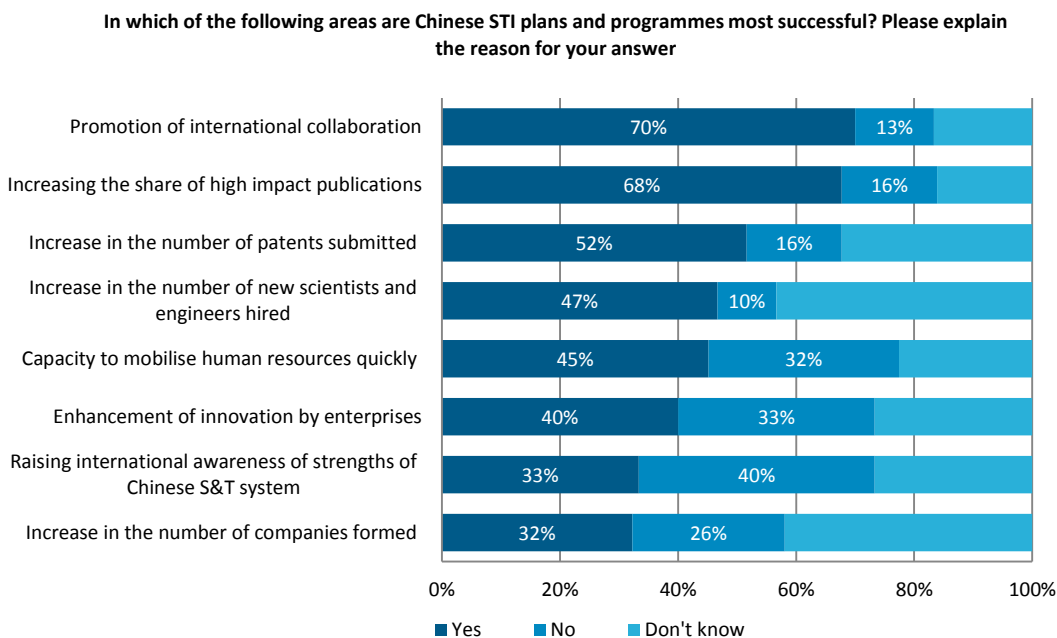 In which of the following areas are Chinese STI plans and programmes most successful? Please explain
the reason for your answer
Promotion of international collaboration
70%
13%
Increasing the share of high impact publications
68%
16%
Increase in the number of patents submitted
52%
16%
Increase in the number of new scientists and
engineers hired
47%
10%
Capacity to mobilise human resources quickly
45%
32%
Enhancement of innovation by enterprises
40%
33%
Raising international awareness of strengths of
Chinese S&T system
33%
40%
Increase in the number of companies formed
32%
26%
0%
20%
40%
60%
80%
100%
Yes
No
Don't know